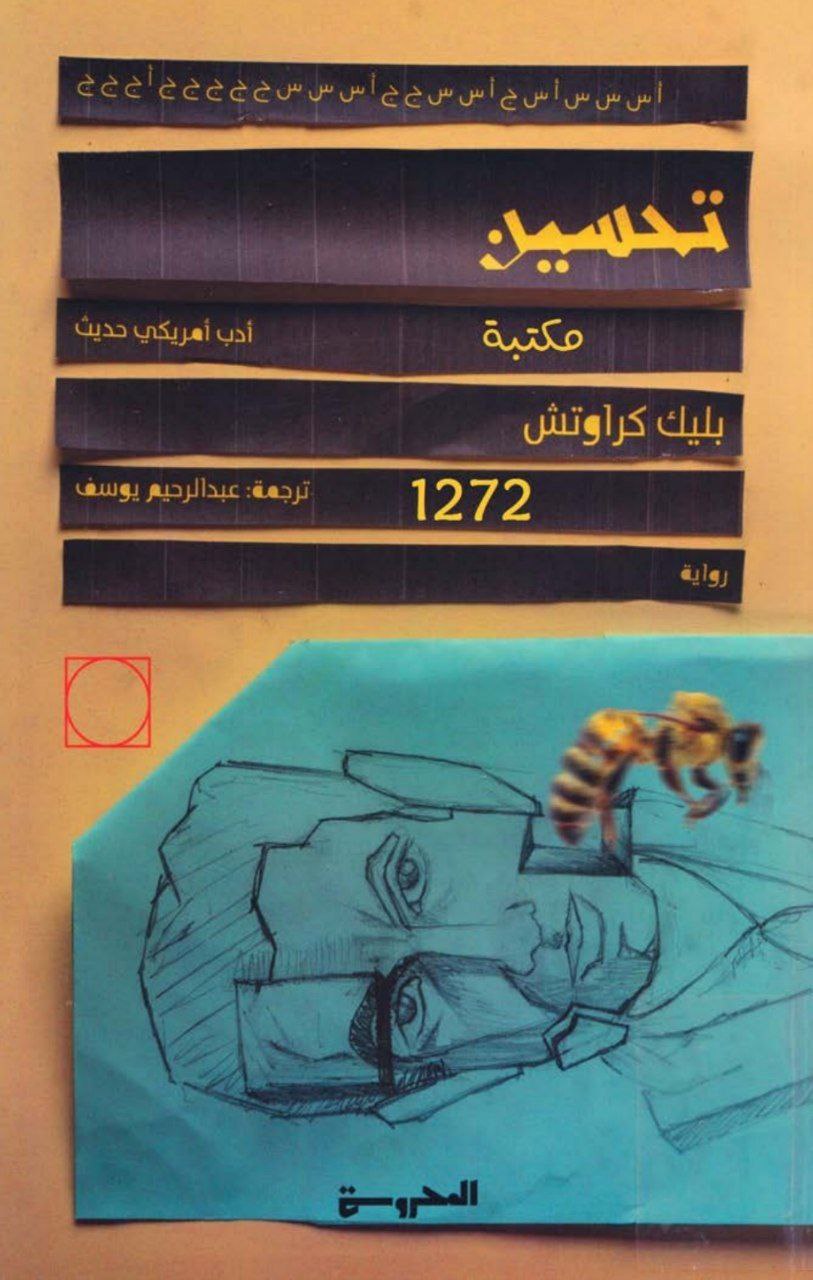 أ س س س أ س ج أ س س ج ج أ س س س ج ج ج ج ج أ ج ج ج
تحسين
مكتبة
أدب أمريكي حديث
بليك كراوتش
1272
ترجمة: عبدالرحيم يوسف
رواية
المحروسة